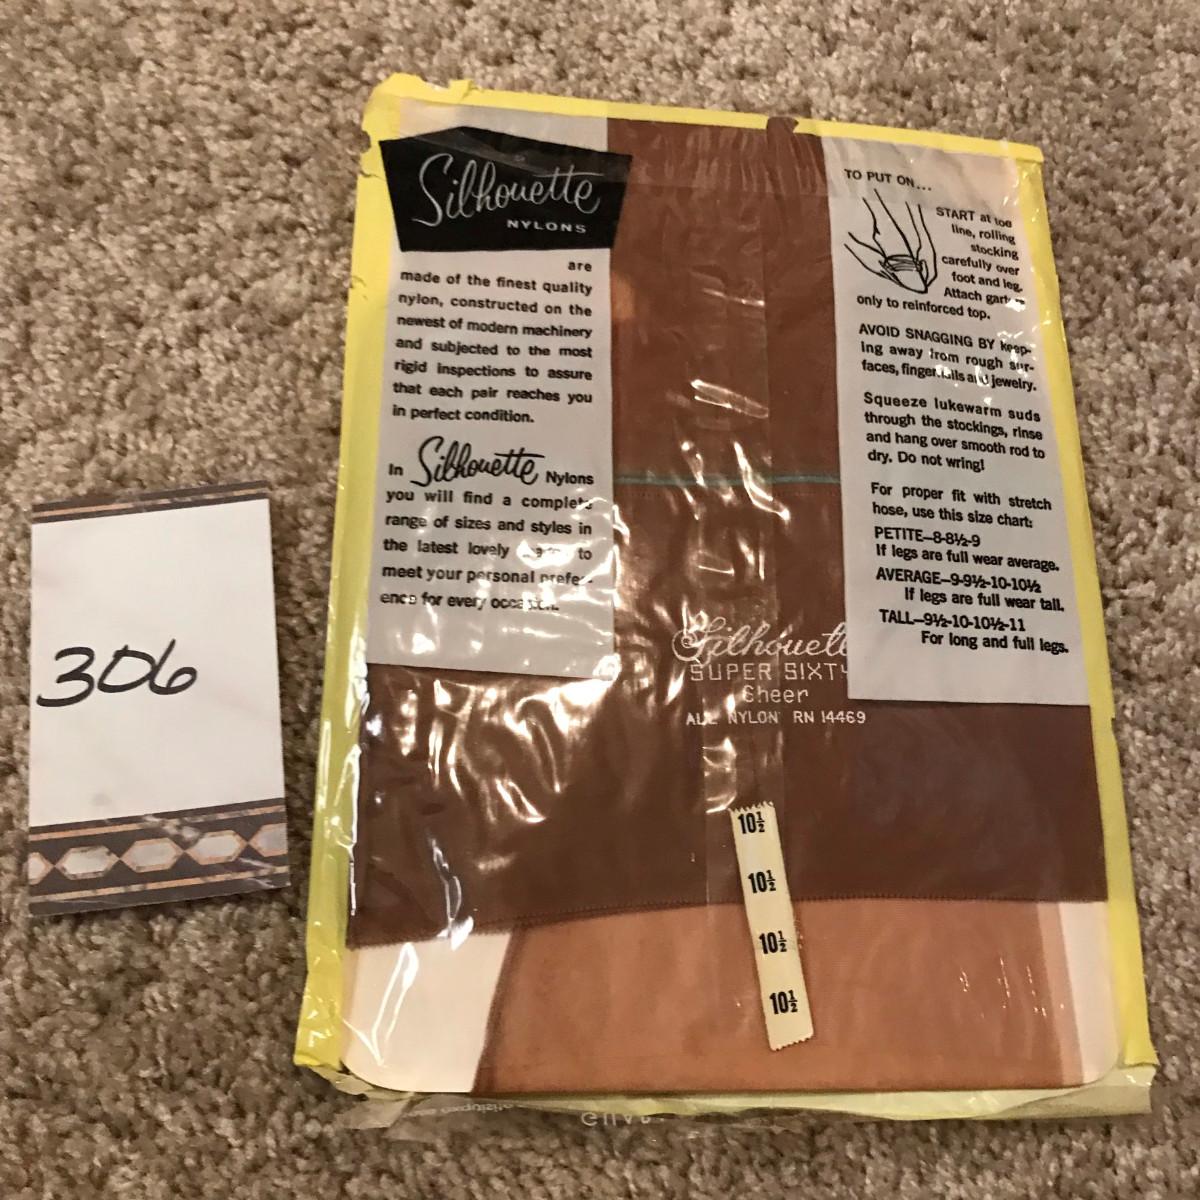 306
Silhouette
NYLONS
are
made of the finest quality
nylon, constructed on the
newest of modern machinery
and subjected to the most
rigid inspections to assure
that each pair reaches you
in perfect condition.
In Silhouette Nylons
you will find a complete
range of sizes and styles in
the latest lovely to
meet your personal prefer-
ence for every occasion.
TO PUT ON...
START at toe
line, rolling
stocking
carefully over
foot and leg.
Attach garters
only to reinforced top.
AVOID SNAGGING BY keep-
ing away from rough sur-
faces, fingernails and jewelry.
Squeeze lukewarm suds
through the stockings, rinse
and hang over smooth rod to
dry. Do not wring!
For proper fit with stretch
hose, use this size chart:
PETITE—8-8½-9
If legs are full wear average.
AVERAGE—9-9½-10-10½
If legs are full wear tall.
TALL—9½-10-10½-11
For long and full legs.
Silhouett
SUPER SIXTY
Sheer
ALL NYLON RN 14469
10½
10½
10½
10½